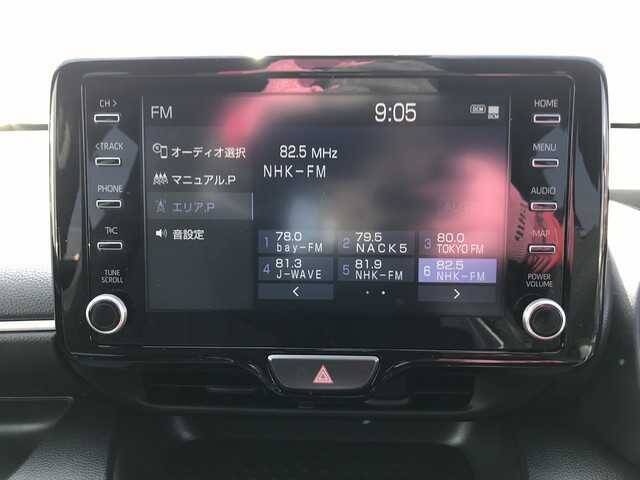 CH >
< TRACK
PHONE
TRK
TUNE
SCROLL
FM
9:05
DCM
DCM
オーディオ選択
マニュアル.P
エリア.P
音設定
82.5 MHz
NHK-FM
1 78.0 bay-FM
2 79.5 NACK5
3 80.0 TOKYO FM
4 81.3 J-WAVE
5 81.9 NHK-FM
6 82.5 NHK-FM
<
>
HOME
MENU
AUDIO
MAP
POWER
VOLUME